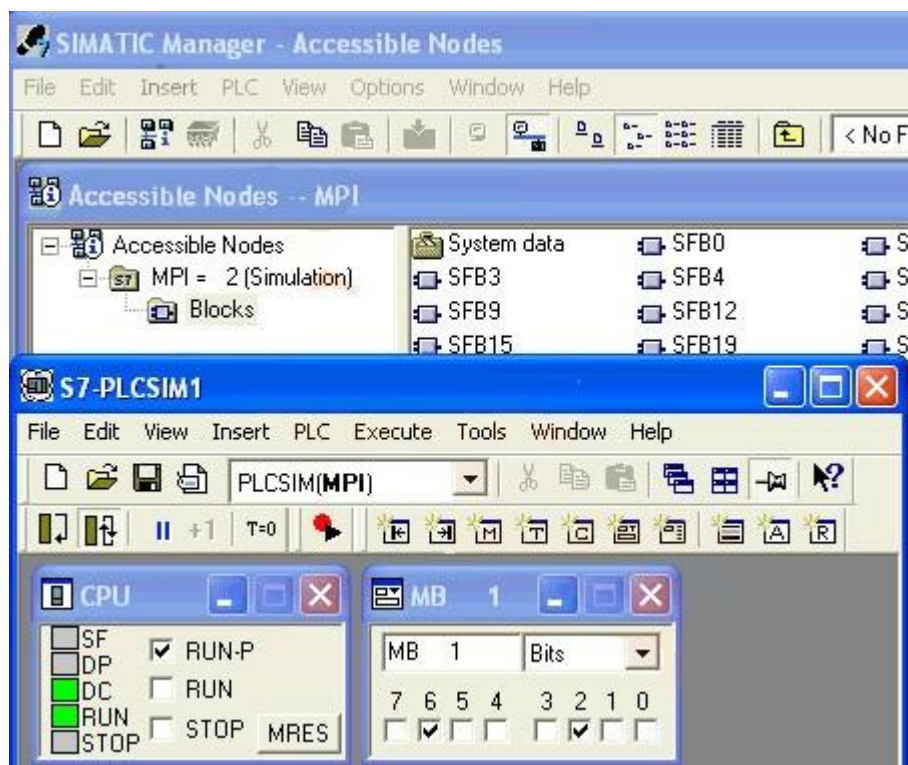 SIMATIC Manager - Accessible Nodes
File Edit Insert PLC View Options Window Help
< No F
Accessible Nodes -- MPI
Accessible Nodes
MPI = 2 (Simulation)
Blocks
System data SFB0 S
SFB3 SFB4 S
SFB9 SFB12 S
SFB15 SFB19 S
S7-PLCSIM1
File Edit View Insert PLC Execute Tools Window Help
PLCSIM(MPI)
+1 T=0
CPU
SF
DP
DC
RUN
STOP
RUN-P
RUN
STOP MRES
MB 1
MB 1 Bits
7 6 5 4 3 2 1 0